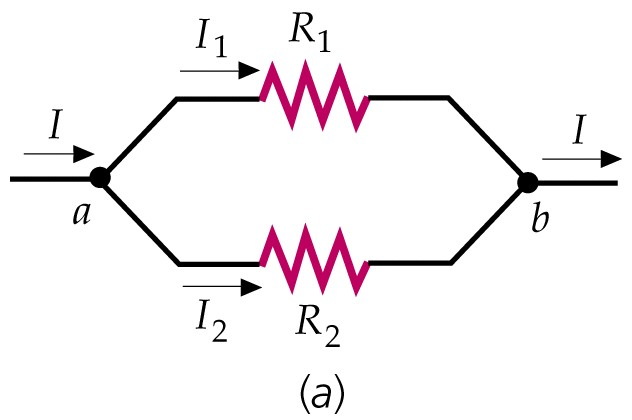 I₁ R₁
I I
a b
I₂ R₂
(a)